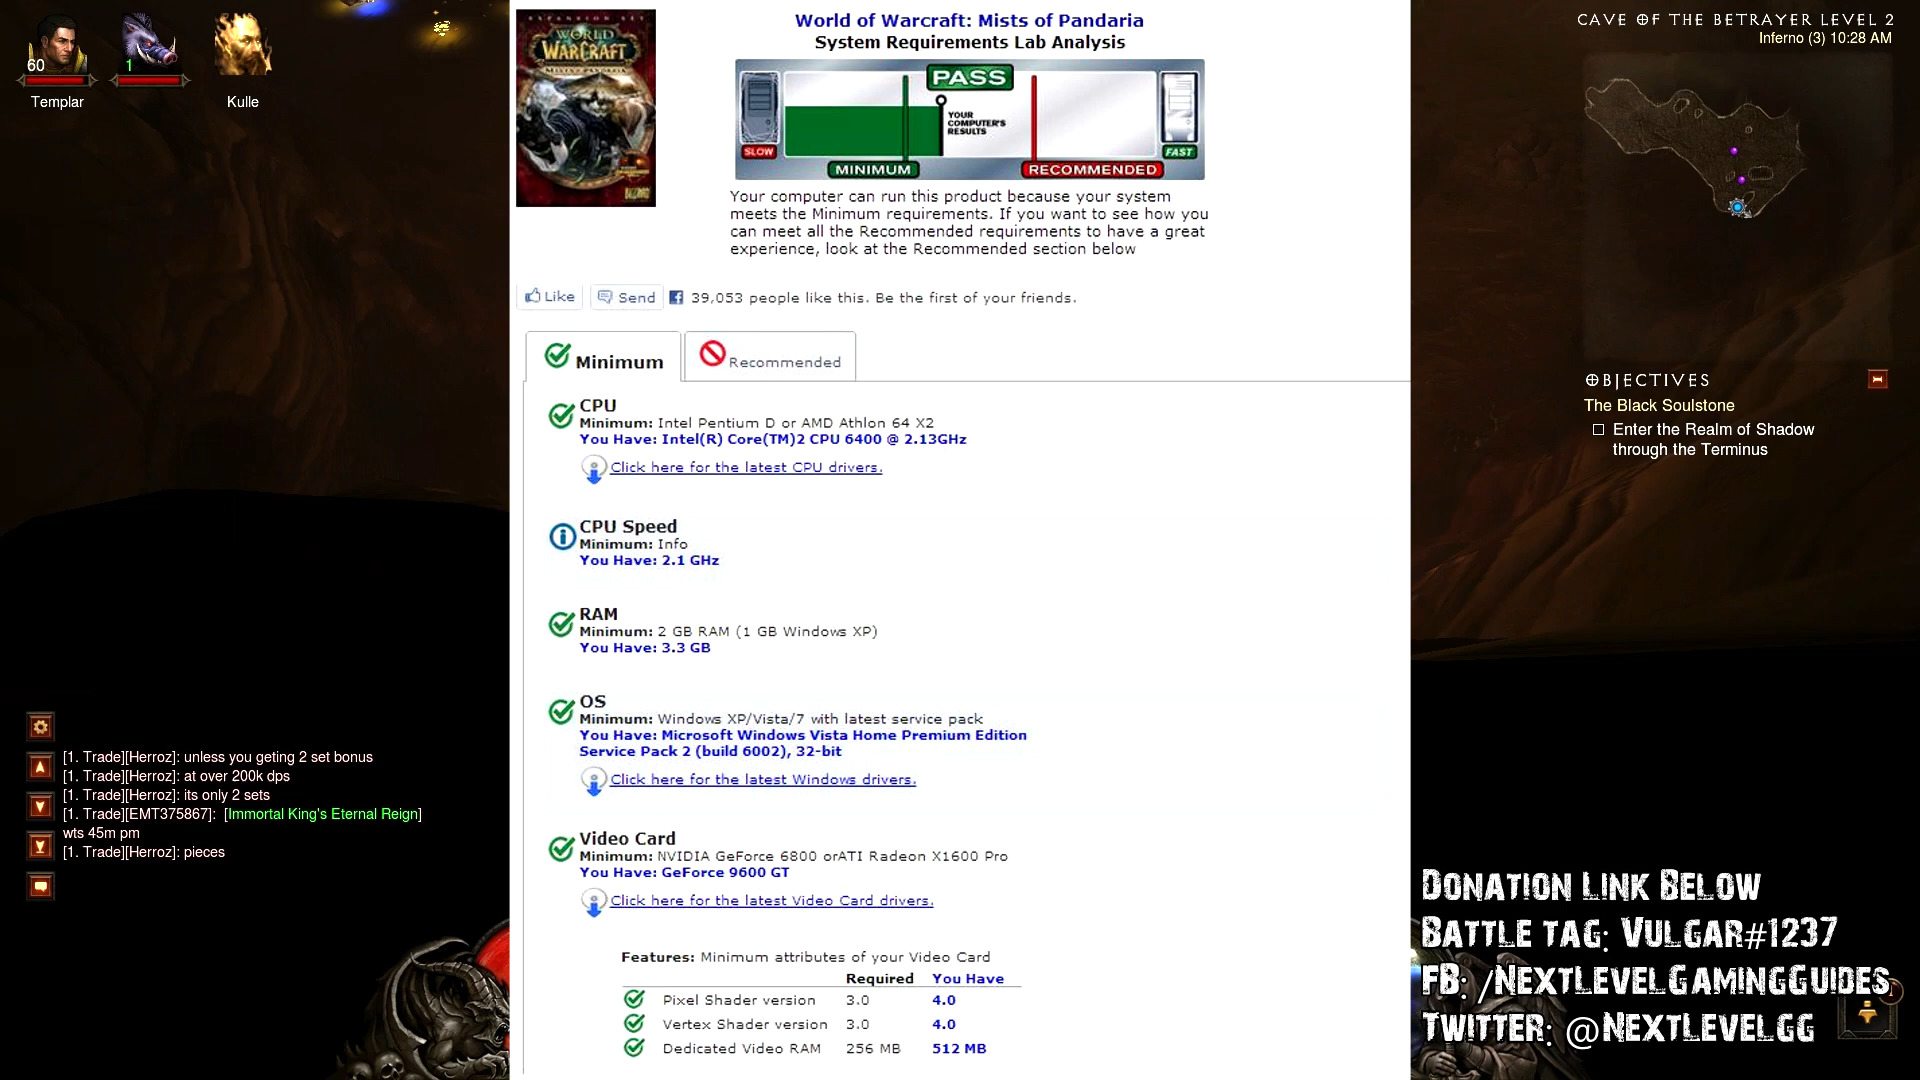 60
1
Templar
Kulle
EXPANSION SET
WORLD
WARCRAFT
MISTS OF PANDARIA
World of Warcraft: Mists of Pandaria
System Requirements Lab Analysis
PASS
YOUR
COMPUTER'S
RESULTS
SLOW
FAST
MINIMUM
RECOMMENDED
Your computer can run this product because your system
meets the Minimum requirements. If you want to see how you
can meet all the Recommended requirements to have a great
experience, look at the Recommended section below
Like
Send
39,053 people like this. Be the first of your friends.
Minimum
Recommended
CPU
Minimum: Intel Pentium D or AMD Athlon 64 X2
You Have: Intel(R) Core(TM)2 CPU 6400 @ 2.13GHz
Click here for the latest CPU drivers.
CPU Speed
Minimum: Info
You Have: 2.1 GHz
RAM
Minimum: 2 GB RAM (1 GB Windows XP)
You Have: 3.3 GB
OS
Minimum: Windows XP/Vista/7 with latest service pack
You Have: Microsoft Windows Vista Home Premium Edition
Service Pack 2 (build 6002), 32-bit
Click here for the latest Windows drivers.
Video Card
Minimum: NVIDIA GeForce 6800 orATI Radeon X1600 Pro
You Have: GeForce 9600 GT
Click here for the latest Video Card drivers.
Features: Minimum attributes of your Video Card
Required You Have
Pixel Shader version 3.0 4.0
Vertex Shader version 3.0 4.0
Dedicated Video RAM 256 MB 512 MB
[1. Trade][Herroz]: unless you geting 2 set bonus
[1. Trade][Herroz]: at over 200k dps
[1. Trade][Herroz]: its only 2 sets
[1. Trade][EMT375867]: [Immortal King's Eternal Reign]
wts 45m pm
[1. Trade][Herroz]: pieces
CAVE OF THE BETRAYER LEVEL 2
Inferno (3) 10:28 AM
OBJECTIVES
The Black Soulstone
Enter the Realm of Shadow
through the Terminus
DONATION LINK BELOW
BATTLE TAG: VULGAR#1237
FB: /NEXTLEVELGAMINGGUIDES
TWITTER: @NEXTLEVELGG